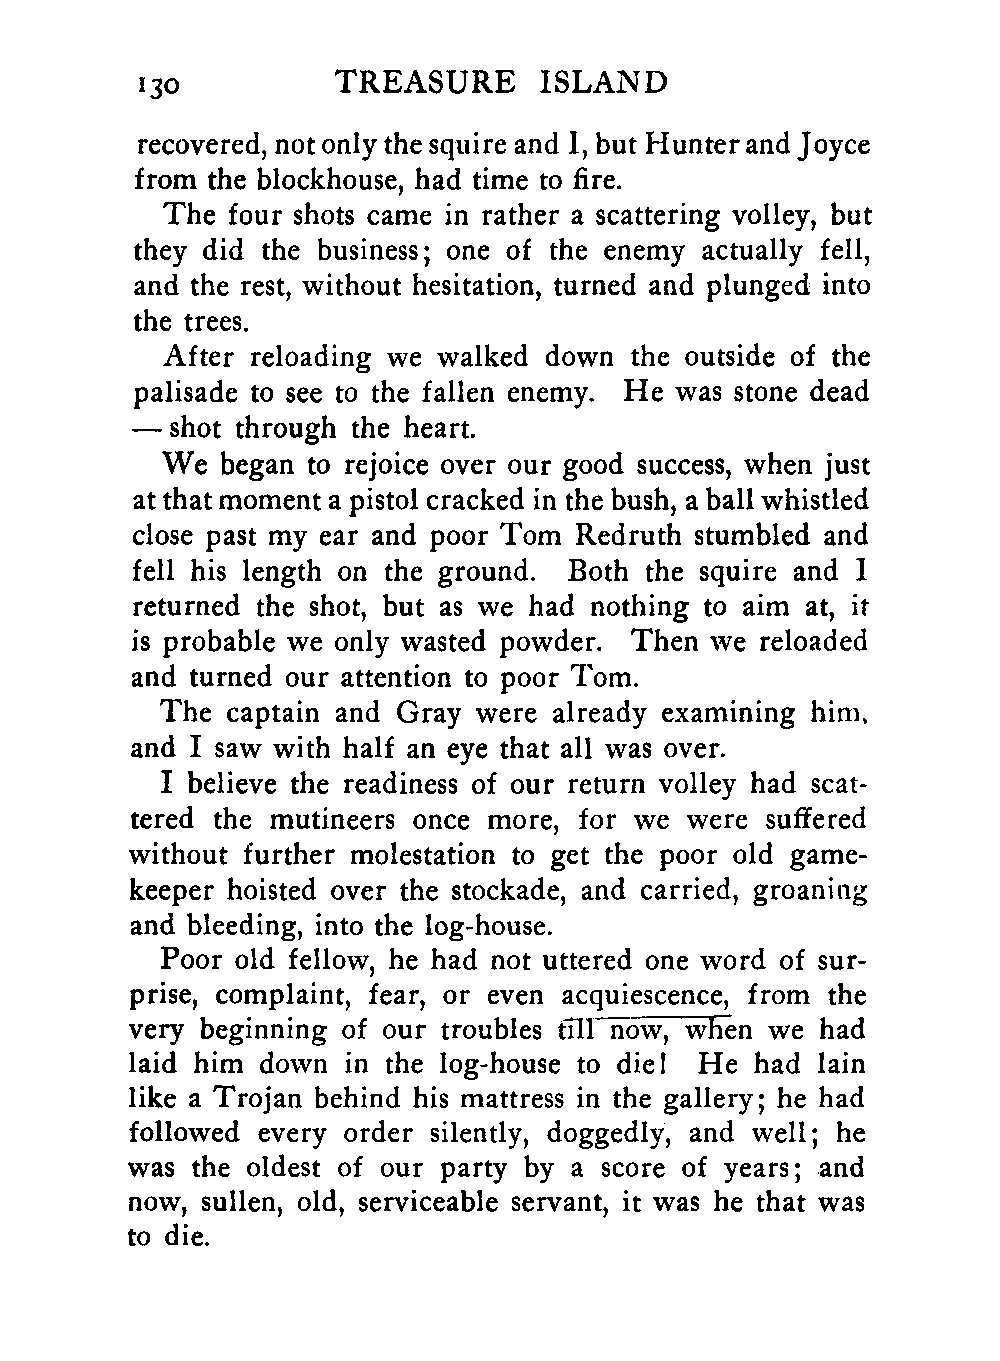 130 TREASURE ISLAND
recovered, not only the squire and I, but Hunter and Joyce
from the blockhouse, had time to fire.
The four shots came in rather a scattering volley, but
they did the business; one of the enemy actually fell,
and the rest, without hesitation, turned and plunged into
the trees.
After reloading we walked down the outside of the
palisade to see to the fallen enemy. He was stone dead
— shot through the heart.
We began to rejoice over our good success, when just
at that moment a pistol cracked in the bush, a ball whistled
close past my ear and poor Tom Redruth stumbled and
fell his length on the ground. Both the squire and I
returned the shot, but as we had nothing to aim at, it
is probable we only wasted powder. Then we reloaded
and turned our attention to poor Tom.
The captain and Gray were already examining him,
and I saw with half an eye that all was over.
I believe the readiness of our return volley had scat-
tered the mutineers once more, for we were suffered
without further molestation to get the poor old game-
keeper hoisted over the stockade, and carried, groaning
and bleeding, into the log-house.
Poor old fellow, he had not uttered one word of sur-
prise, complaint, fear, or even acquiescence, from the
very beginning of our troubles till now, when we had
laid him down in the log-house to die! He had lain
like a Trojan behind his mattress in the gallery; he had
followed every order silently, doggedly, and well; he
was the oldest of our party by a score of years; and
now, sullen, old, serviceable servant, it was he that was
to die.